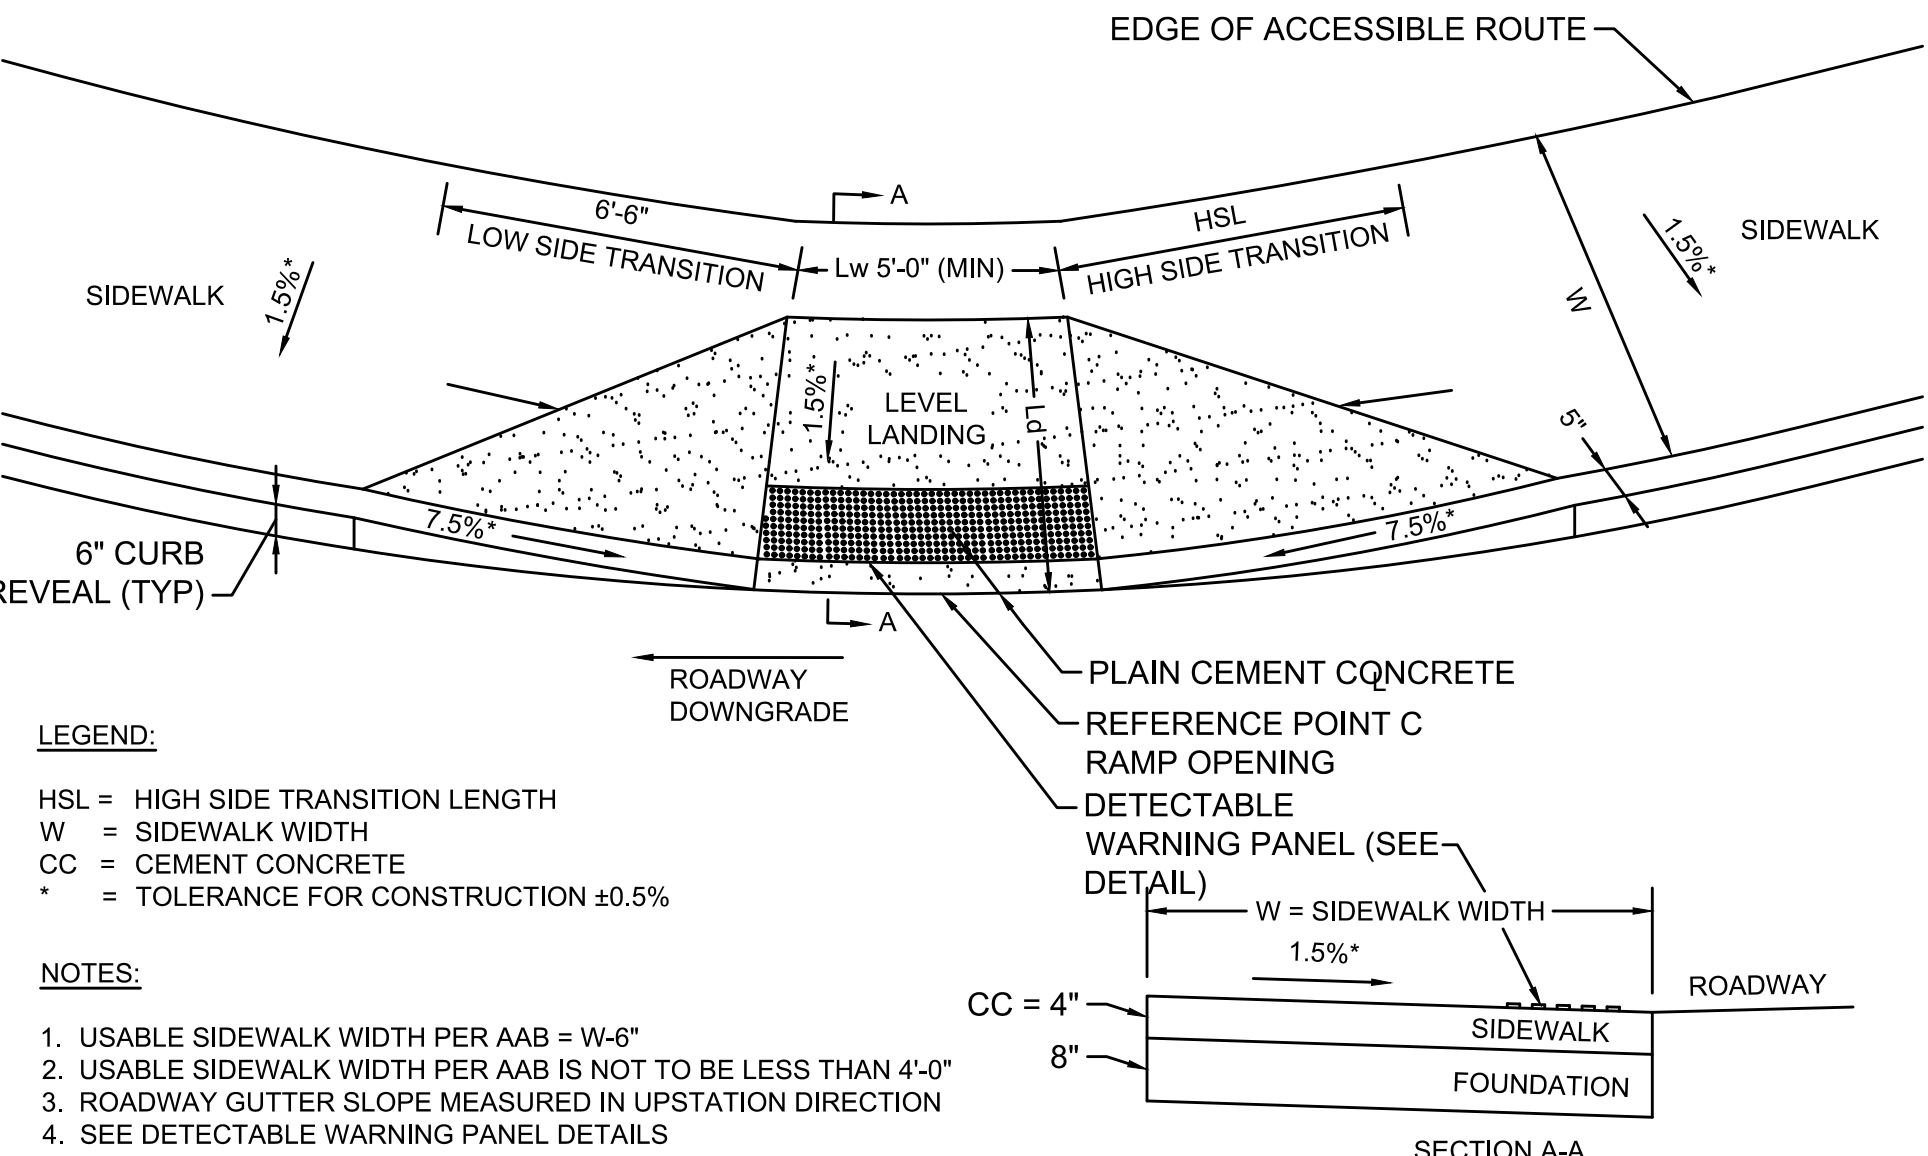 EDGE OF ACCESSIBLE ROUTE
A
6'-6"
LOW SIDE TRANSITION
Lw 5'-0" (MIN)
HSL
HIGH SIDE TRANSITION
1.5%*
SIDEWALK
SIDEWALK
1.5%*
W
1.5%*
LEVEL
LANDING
Ld
5"
7.5%*
7.5%*
6" CURB
REVEAL (TYP)
A
ROADWAY
DOWNGRADE
PLAIN CEMENT CONCRETE
L
REFERENCE POINT C
RAMP OPENING
DETECTABLE
WARNING PANEL (SEE
DETAIL)
LEGEND:
HSL = HIGH SIDE TRANSITION LENGTH
W = SIDEWALK WIDTH
CC = CEMENT CONCRETE
* = TOLERANCE FOR CONSTRUCTION ±0.5%
NOTES:
1. USABLE SIDEWALK WIDTH PER AAB = W-6"
2. USABLE SIDEWALK WIDTH PER AAB IS NOT TO BE LESS THAN 4'-0"
3. ROADWAY GUTTER SLOPE MEASURED IN UPSTATION DIRECTION
4. SEE DETECTABLE WARNING PANEL DETAILS
W = SIDEWALK WIDTH
1.5%*
ROADWAY
CC = 4"
SIDEWALK
8"
FOUNDATION
SECTION A-A